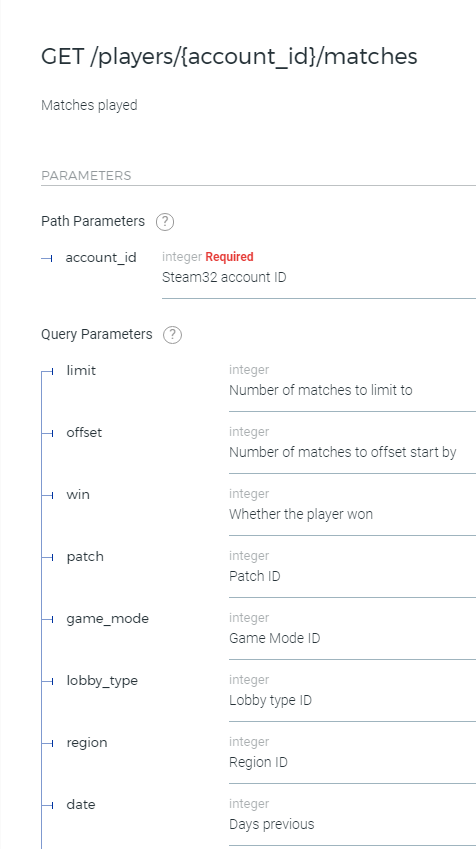 GET /players/{account_id}/matches
Matches played
PARAMETERS
Path Parameters ?
account_id integer Required
Steam32 account ID
Query Parameters ?
limit integer
Number of matches to limit to
offset integer
Number of matches to offset start by
win integer
Whether the player won
patch integer
Patch ID
game_mode integer
Game Mode ID
lobby_type integer
Lobby type ID
region integer
Region ID
date integer
Days previous